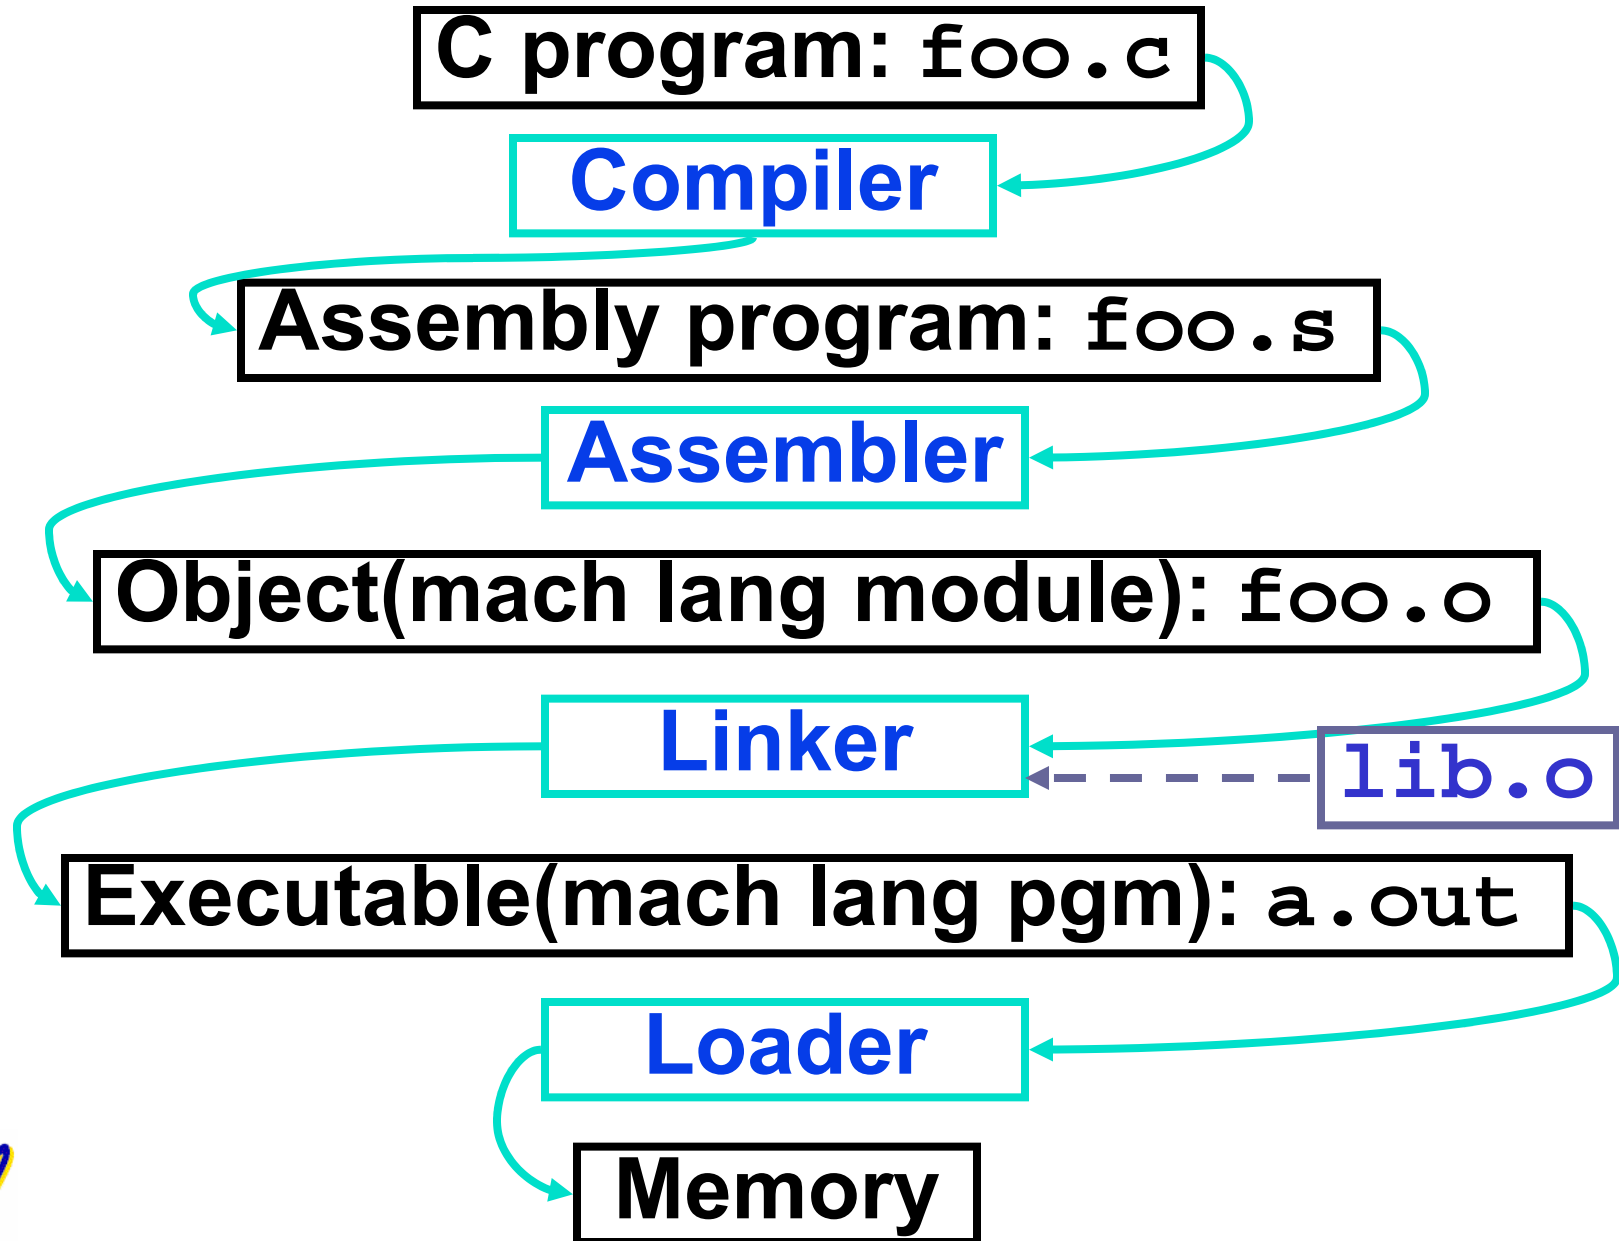 C program: foo.c
Compiler
Assembly program: foo.s
Assembler
Object(mach lang module): foo.o
Linker
lib.o
Executable(mach lang pgm): a.out
Loader
Memory